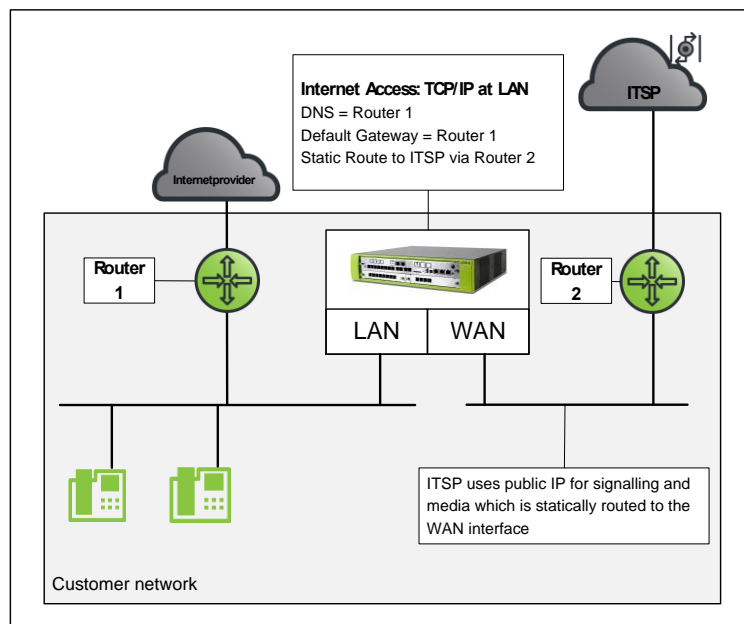 Internet Access: TCP/IP at LAN
DNS = Router 1
Default Gateway = Router 1
Static Route to ITSP via Router 2
ITSP
Internetprovider
Router
1
Router
2
LAN
WAN
ITSP uses public IP for signalling and
media which is statically routed to the
WAN interface
Customer network